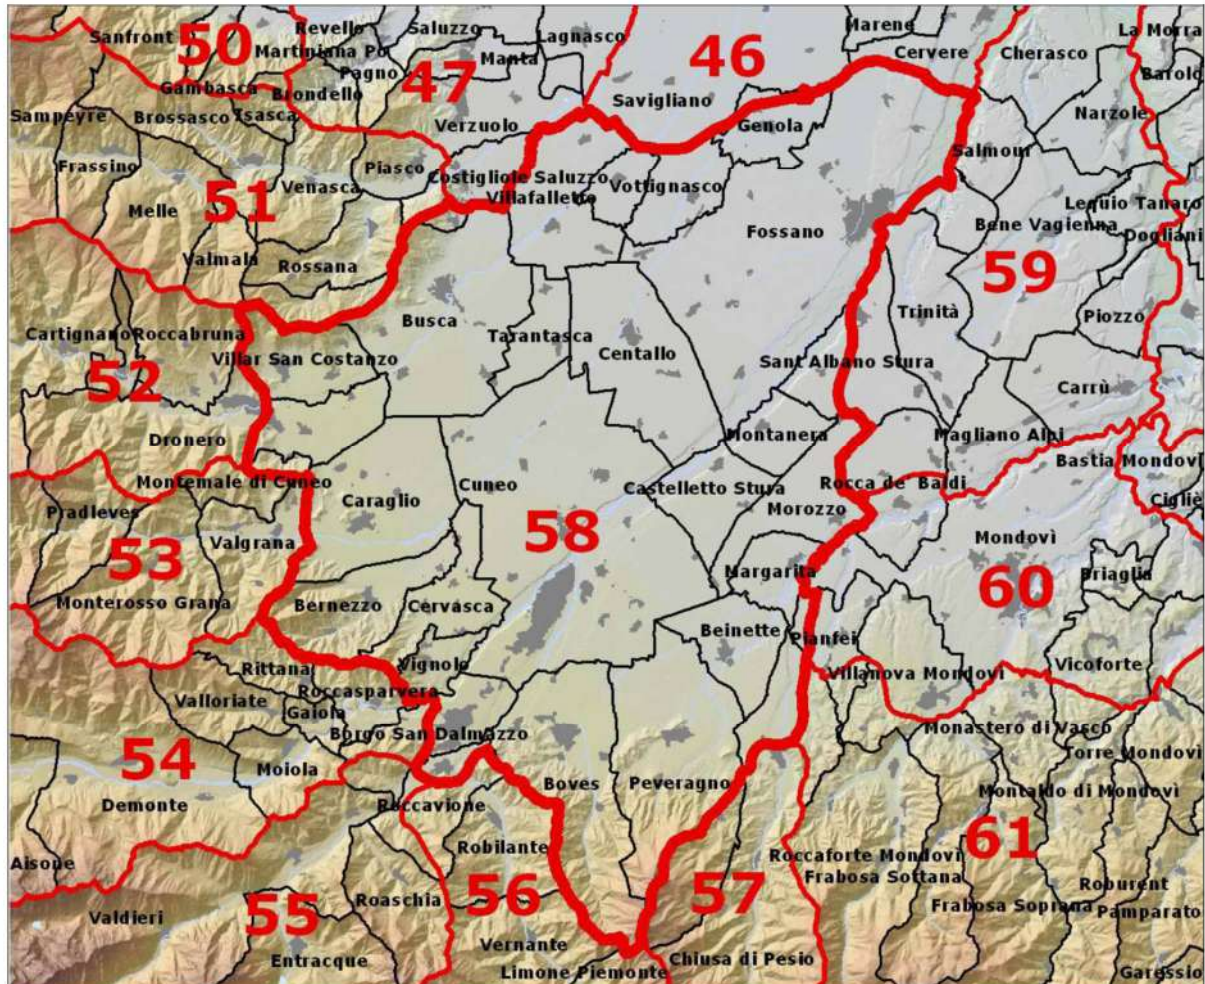 Sanfront
50
Revello
Saluzzo
Lagnasco
46
Marene
La Morra
Martiniana Po
Manta
Cervere
Cherasco
Pagno
47
Barolo
Gambasca
Brondello
Savigliano
Sampeyre
Brossasco
Isasca
Verzuolo
Genola
Narzole
Frassino
Piasco
Salmour
Venasca
Costigliole Saluzzo
Vottignasco
51
Villafalletto
Lequio Tanaro
Melle
Fossano
Bene Vagienna
Dogliani
Valmala
Rossana
59
Trinità
Piozzo
Busca
Cartignano
Roccabruna
Tarantasca
Centallo
Villar San Costanzo
Sant Albano Stura
52
Carrù
Dronero
Montanera
Magliano Alpi
Bastia Mondovì
Montemale di Cuneo
Cuneo
Castelletto Stura
Rocca de' Baldi
Caraglio
Cigliè
Pradleves
Morozzo
53
Valgrana
58
Mondovì
Margarita
Briaglia
60
Monterosso Grana
Bernezzo
Cervasca
Beinette
Pianfei
Rittana
Vignolo
Vicoforte
Villanova Mondovì
Valloriate
Roccasparvera
Gaiola
Borgo San Dalmazzo
Monastero di Vasco
Torre Mondovì
54
Moiola
Boves
Peveragno
Montaldo di Mondovì
Demonte
Roccavione
Robilante
61
Aisone
Roccaforte Mondovì
Frabosa Sottana
Roburent
55
Roaschia
56
57
Valdieri
Frabosa Soprana
Pamparato
Vernante
Entracque
Limone Piemonte
Chiusa di Pesio
Garessio